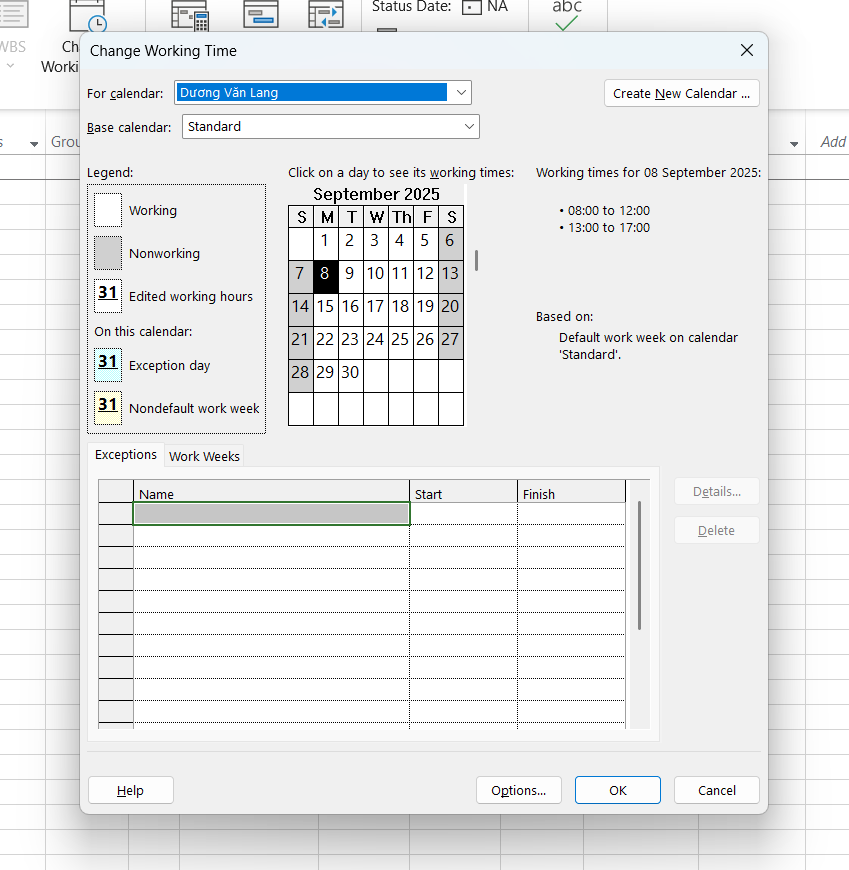 Status Date: NA
abc
WBS
Ch
Worki
Change Working Time
For calendar: Dương Văn Lang
Create New Calendar ...
Base calendar: Standard
s
Grou
Add
Legend:
Working
Nonworking
31 Edited working hours
On this calendar:
31 Exception day
31 Nondefault work week
Click on a day to see its working times:
September 2025
S M T W Th F S
1 2 3 4 5 6
7 8 9 10 11 12 13
14 15 16 17 18 19 20
21 22 23 24 25 26 27
28 29 30
Working times for 08 September 2025:
• 08:00 to 12:00
• 13:00 to 17:00
Based on:
Default work week on calendar
'Standard'.
Exceptions Work Weeks
Name Start Finish
Details...
Delete
Help Options... OK Cancel